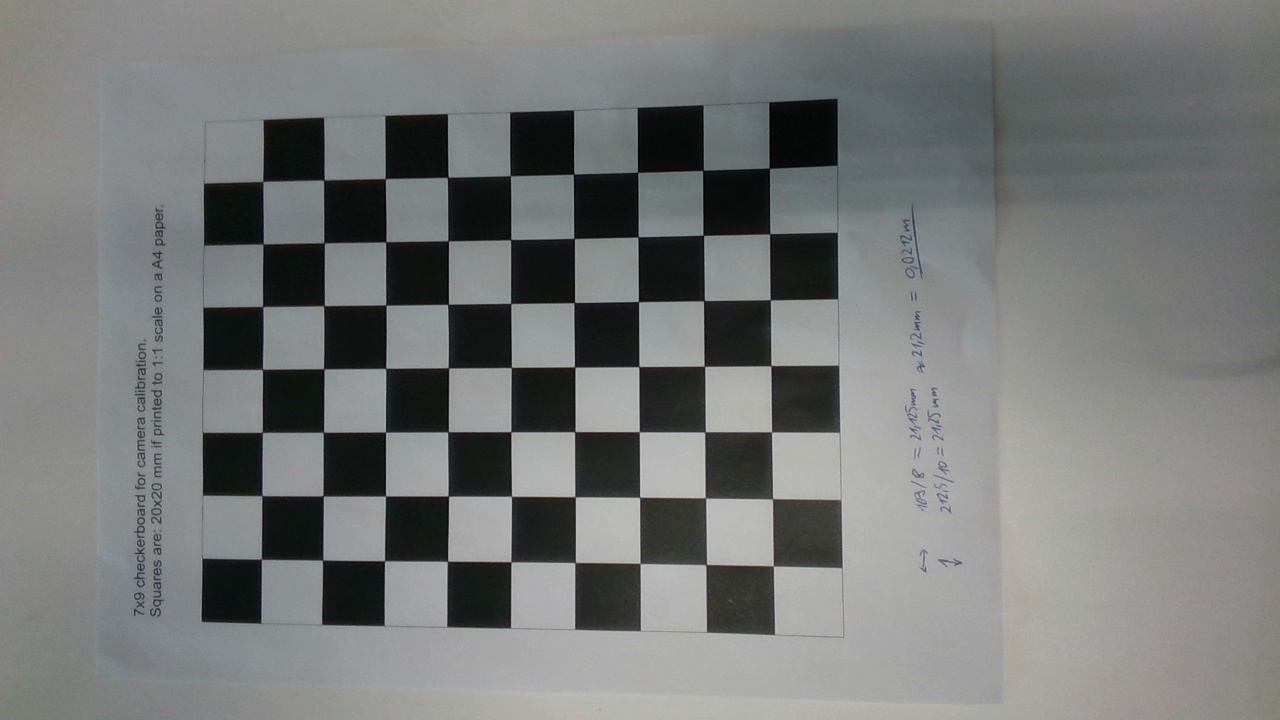 7x9 checkerboard for camera calibration.
Squares are: 20x20 mm if printed to 1:1 scale on a A4 paper.
↔ 169/8 = 21,125mm ≈ 21,2mm = 0,0212m
↕ 212,5/10 = 21,25mm